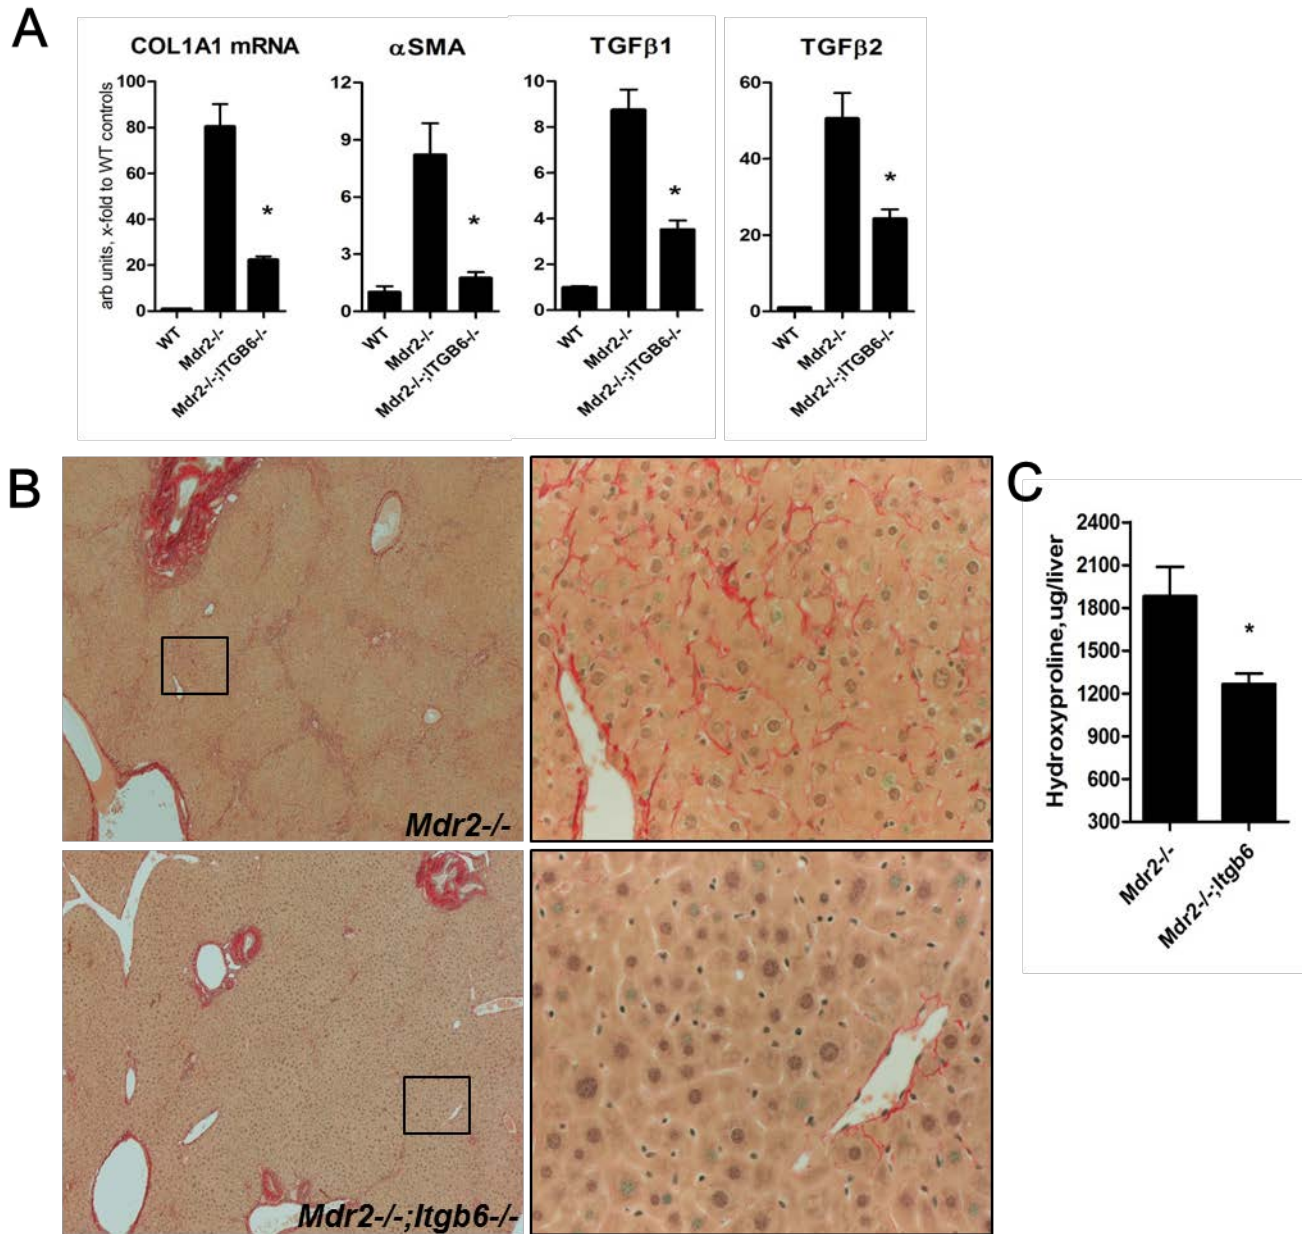 A
COL1A1 mRNA
αSMA
TGFβ1
TGFβ2
arb units, x-fold to WT controls
100
80
60
40
20
0
12
9
6
3
0
10
8
6
4
2
0
60
40
20
0
*
*
*
*
WT
Mdr2-/-
Mdr2-/-;ITGB6-/-
WT
Mdr2-/-
Mdr2-/-;ITGB6-/-
WT
Mdr2-/-
Mdr2-/-;ITGB6-/-
WT
Mdr2-/-
Mdr2-/-;ITGB6-/-
B
Mdr2-/-
Mdr2-/-;Itgb6-/-
C
Hydroxyproline,ug/liver
2400
2100
1800
1500
1200
900
600
300
*
Mdr2-/-
Mdr2-/-;Itgb6